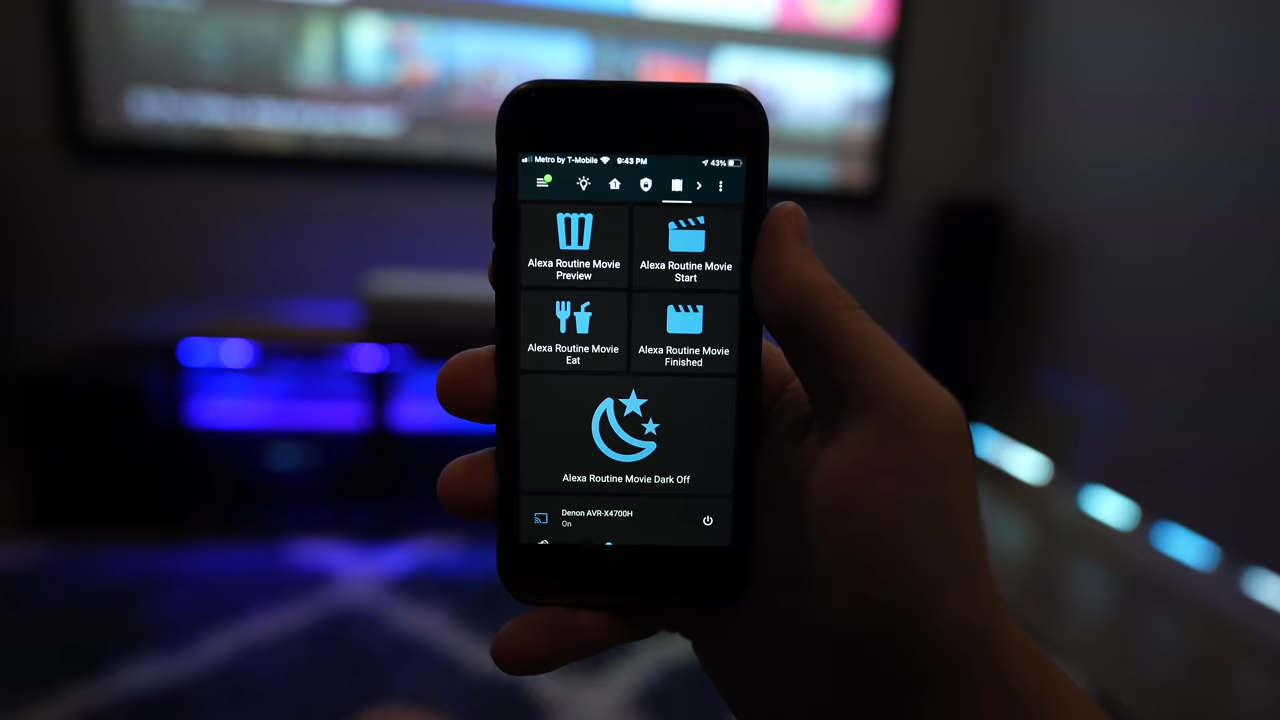 Metro by T-Mobile 9:43 PM 43%
Alexa Routine Movie
Preview
Alexa Routine Movie
Start
Alexa Routine Movie
Eat
Alexa Routine Movie
Finished
Alexa Routine Movie Dark Off
Denon AVR-X4700H
On